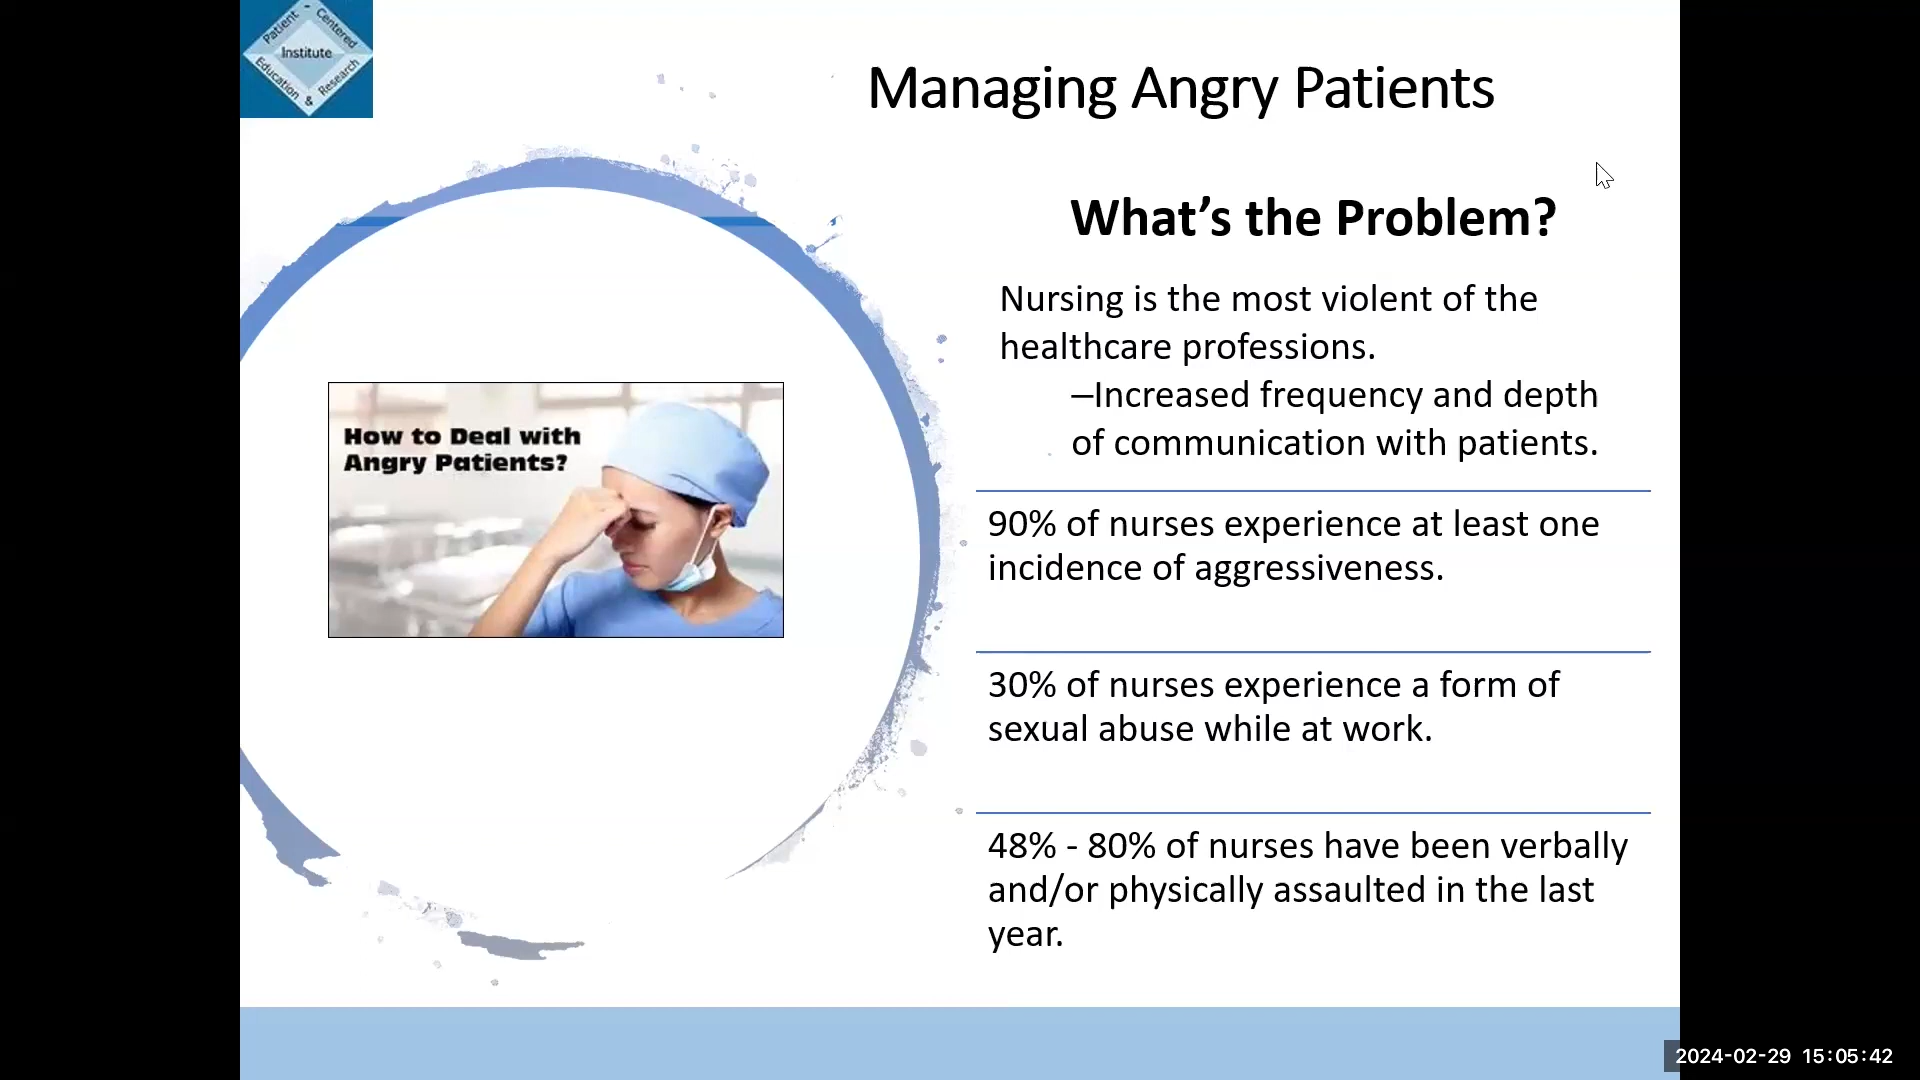 Patient - Centered
Institute
Education & Research
Managing Angry Patients
What's the Problem?
Nursing is the most violent of the
healthcare professions.
–Increased frequency and depth
of communication with patients.
How to Deal with
Angry Patients?
90% of nurses experience at least one
incidence of aggressiveness.
30% of nurses experience a form of
sexual abuse while at work.
48% - 80% of nurses have been verbally
and/or physically assaulted in the last
year.
2024-02-29 15:05:42